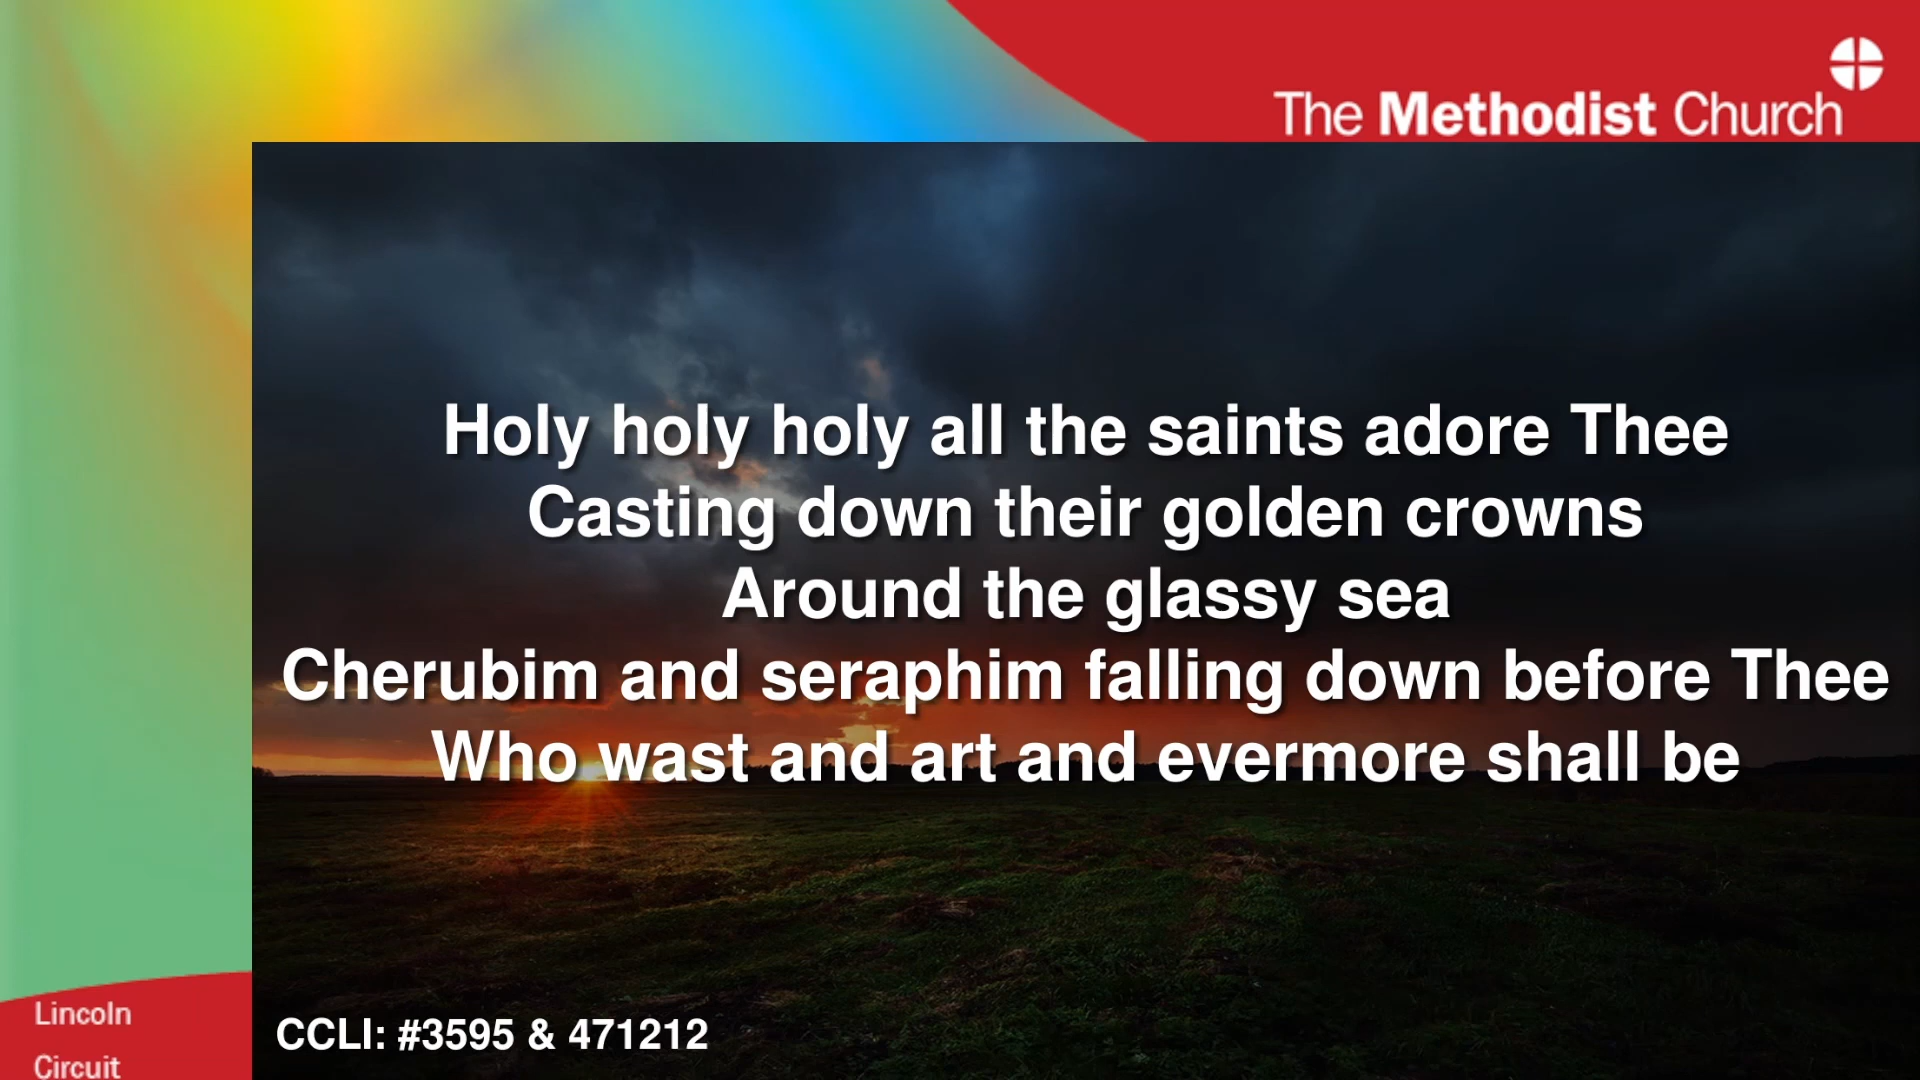 The Methodist Church
Holy holy holy all the saints adore Thee
Casting down their golden crowns
Around the glassy sea
Cherubim and seraphim falling down before Thee
Who wast and art and evermore shall be
Lincoln
Circuit
CCLI: #3595 & 471212